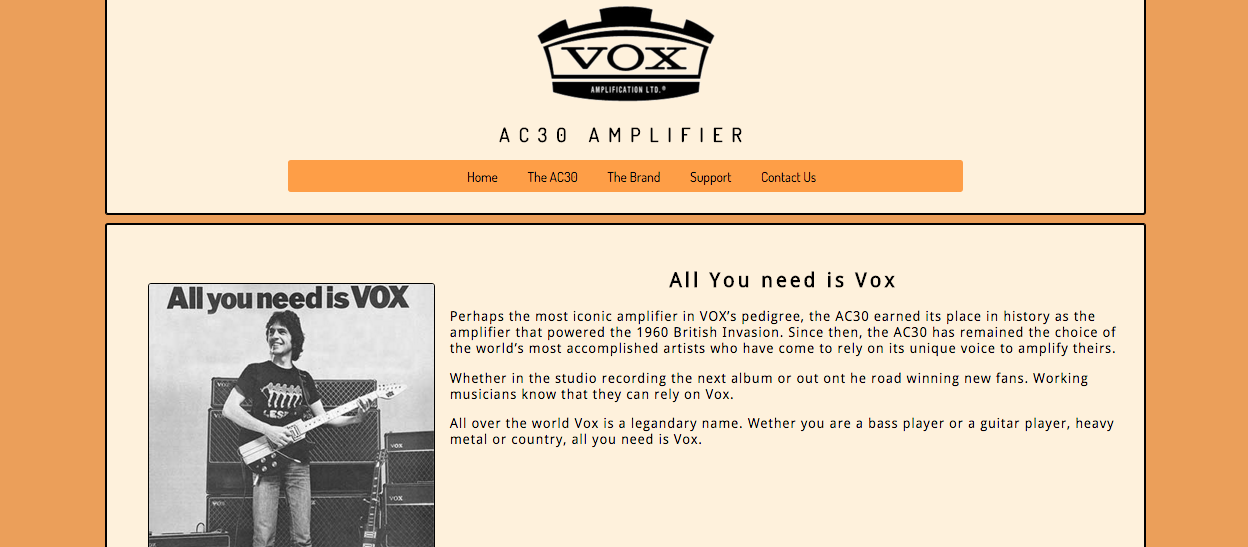 VOX
AMPLIFICATION LTD.®
AC30 AMPLIFIER
Home The AC30 The Brand Support Contact Us
All You need is Vox
All you need is VOX
Perhaps the most iconic amplifier in VOX’s pedigree, the AC30 earned its place in history as the
amplifier that powered the 1960 British Invasion. Since then, the AC30 has remained the choice of
the world’s most accomplished artists who have come to rely on its unique voice to amplify theirs.
Whether in the studio recording the next album or out ont he road winning new fans. Working
musicians know that they can rely on Vox.
All over the world Vox is a legandary name. Wether you are a bass player or a guitar player, heavy
metal or country, all you need is Vox.
VOX
VOX
VOX
VOX